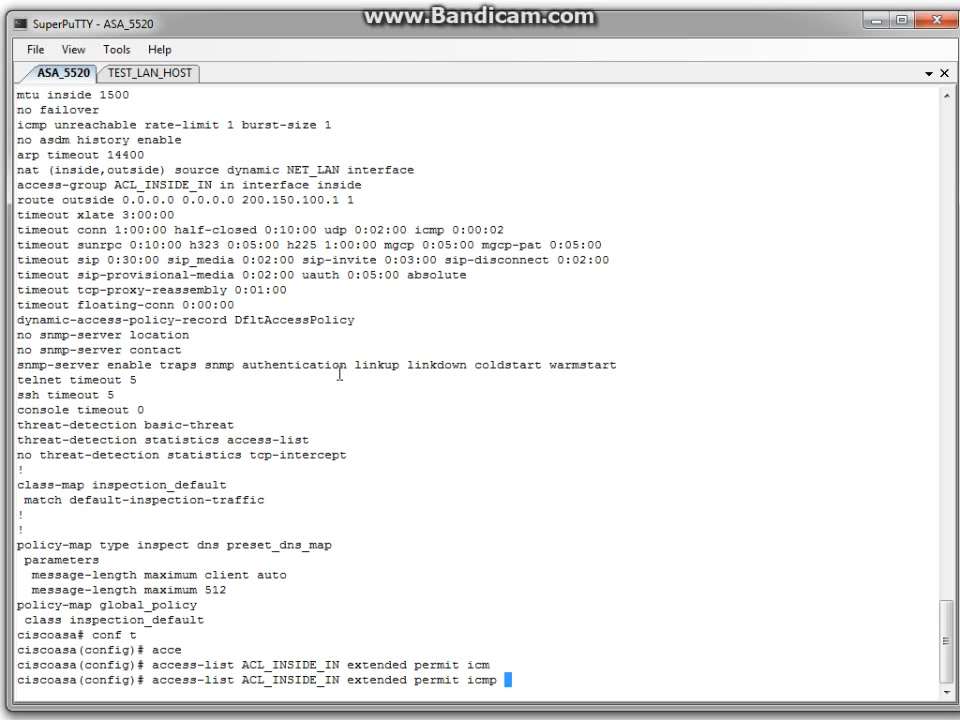 www.Bandicam.com
SuperPuTTY - ASA_5520
File View Tools Help
ASA_5520 TEST_LAN_HOST
mtu inside 1500
no failover
icmp unreachable rate-limit 1 burst-size 1
no asdm history enable
arp timeout 14400
nat (inside,outside) source dynamic NET_LAN interface
access-group ACL_INSIDE_IN in interface inside
route outside 0.0.0.0 0.0.0.0 200.150.100.1 1
timeout xlate 3:00:00
timeout conn 1:00:00 half-closed 0:10:00 udp 0:02:00 icmp 0:00:02
timeout sunrpc 0:10:00 h323 0:05:00 h225 1:00:00 mgcp 0:05:00 mgcp-pat 0:05:00
timeout sip 0:30:00 sip_media 0:02:00 sip-invite 0:03:00 sip-disconnect 0:02:00
timeout sip-provisional-media 0:02:00 uauth 0:05:00 absolute
timeout tcp-proxy-reassembly 0:01:00
timeout floating-conn 0:00:00
dynamic-access-policy-record DfltAccessPolicy
no snmp-server location
no snmp-server contact
snmp-server enable traps snmp authentication linkup linkdown coldstart warmstart
telnet timeout 5
ssh timeout 5
console timeout 0
threat-detection basic-threat
threat-detection statistics access-list
no threat-detection statistics tcp-intercept
!
class-map inspection_default
match default-inspection-traffic
!
!
policy-map type inspect dns preset_dns_map
parameters
message-length maximum client auto
message-length maximum 512
policy-map global_policy
class inspection_default
ciscoasa# conf t
ciscoasa(config)# acce
ciscoasa(config)# access-list ACL_INSIDE_IN extended permit icm
ciscoasa(config)# access-list ACL_INSIDE_IN extended permit icmp